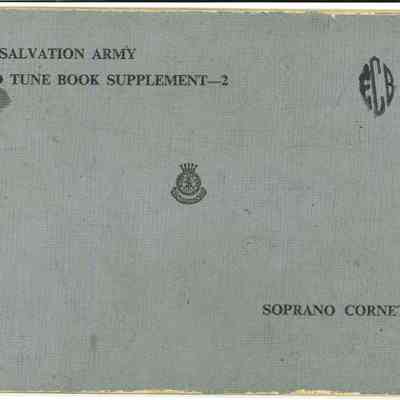 SALVATION ARMY
TUNE BOOK SUPPLEMENT—2
ECB
SOPRANO CORNET